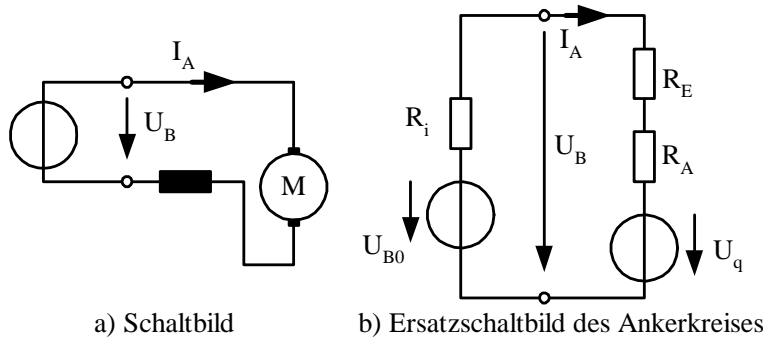 I_A
U_B
M
a) Schaltbild
I_A
R_E
R_i
U_B
R_A
U_B0
U_q
b) Ersatzschaltbild des Ankerkreises